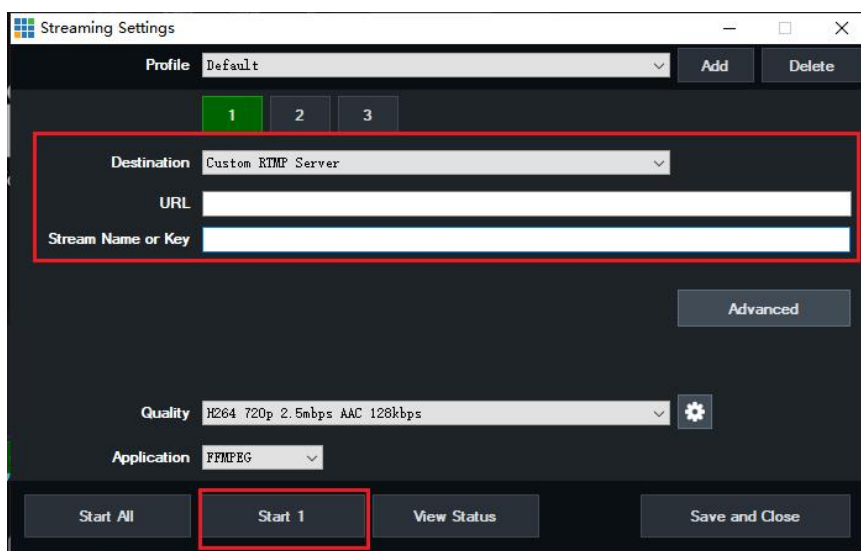 Streaming Settings
Profile Default Add Delete
1 2 3
Destination Custom RTMP Server
URL
Stream Name or Key
Advanced
Quality H264 720p 2.5mbps AAC 128kbps
Application FFMPEG
Start All Start 1 View Status Save and Close